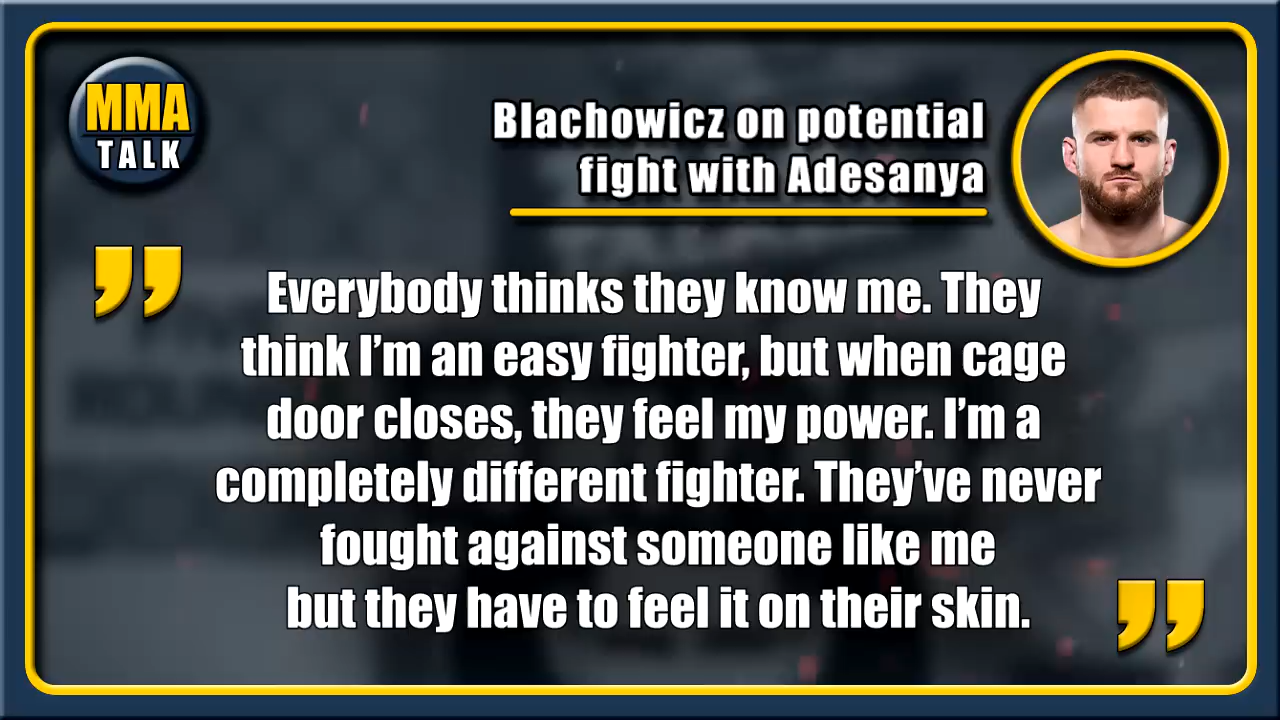 MMA
TALK
Blachowicz on potential
fight with Adesanya
”
Everybody thinks they know me. They
think I’m an easy fighter, but when cage
door closes, they feel my power. I’m a
completely different fighter. They’ve never
fought against someone like me
but they have to feel it on their skin.
”